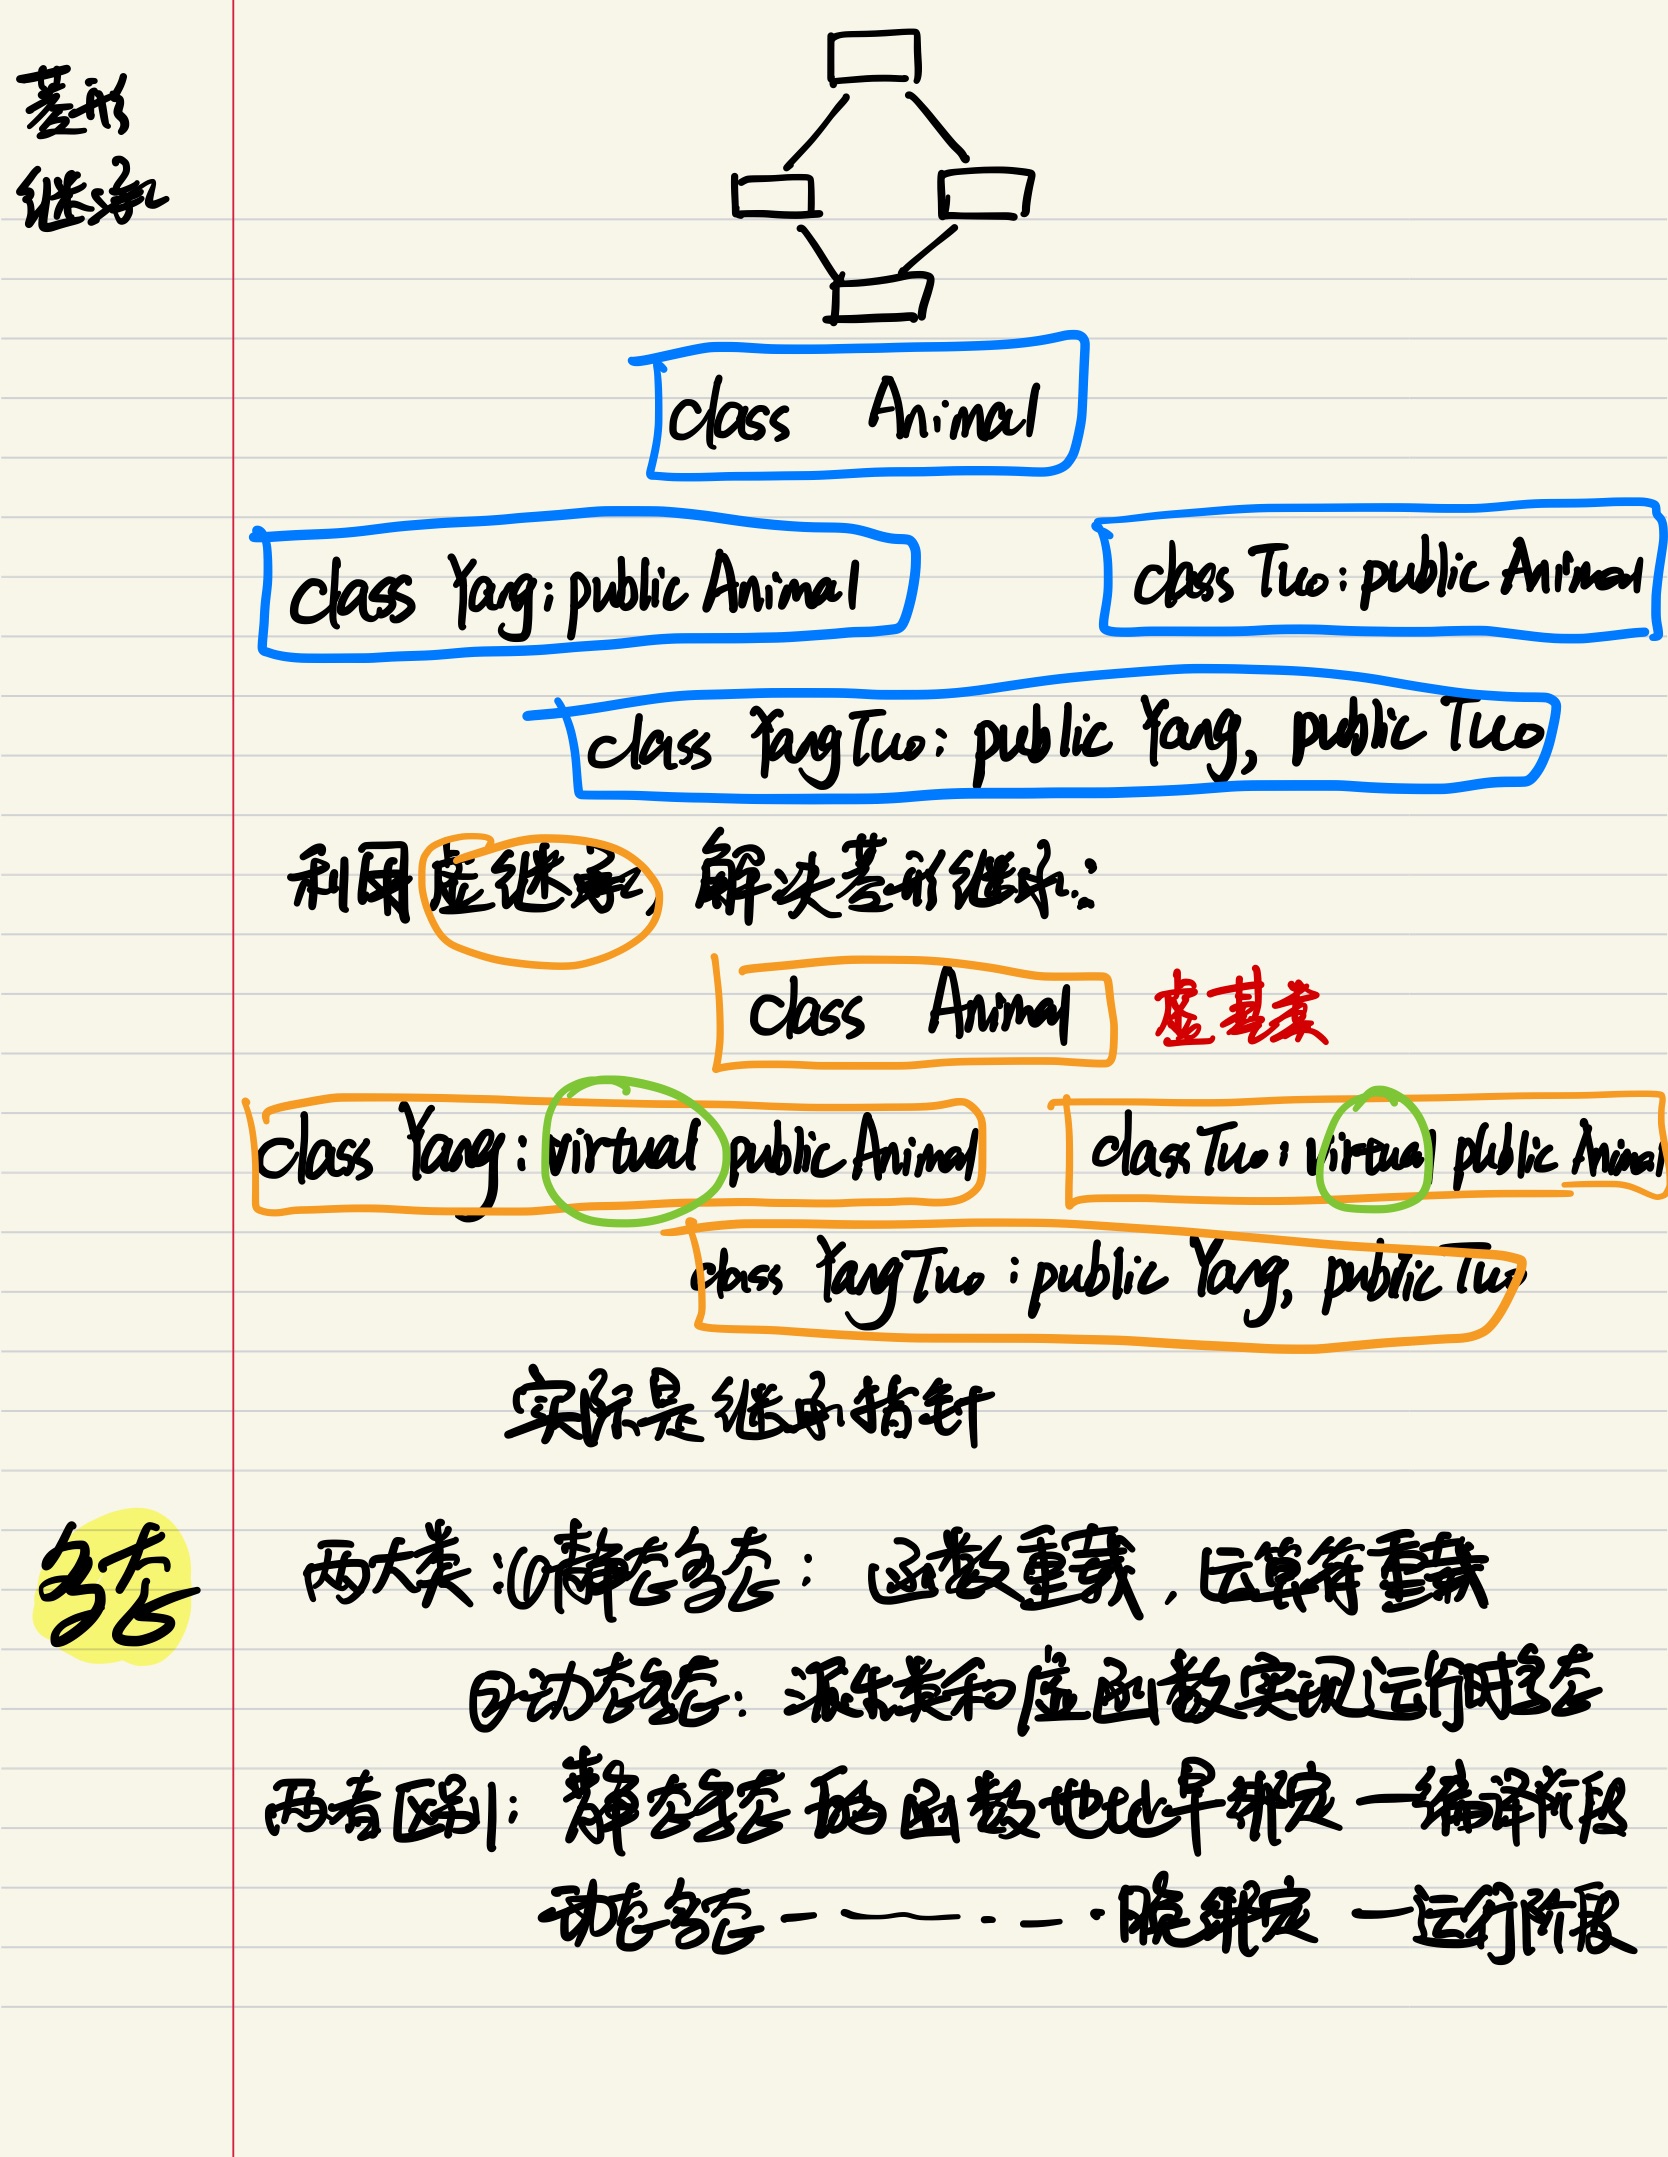 菱形
继承
class Animal
class Yang: public Animal
class Tuo: public Animal
class YangTuo: public Yang, public Tuo
利用虚继承, 解决菱形继承:
class Animal 虚基类
class Yang: virtual public Animal
class Tuo: virtual public Animal
class YangTuo: public Yang, public Tuo
实际是继承指针
多态
两大类:①静态多态: 函数重载, 运算符重载
②动态多态: 派生类和虚函数实现运行时多态
两者区别: 静态多态的函数地址早绑定 — 编译阶段
动态多态 - — - - — · 晚绑定 — 运行阶段